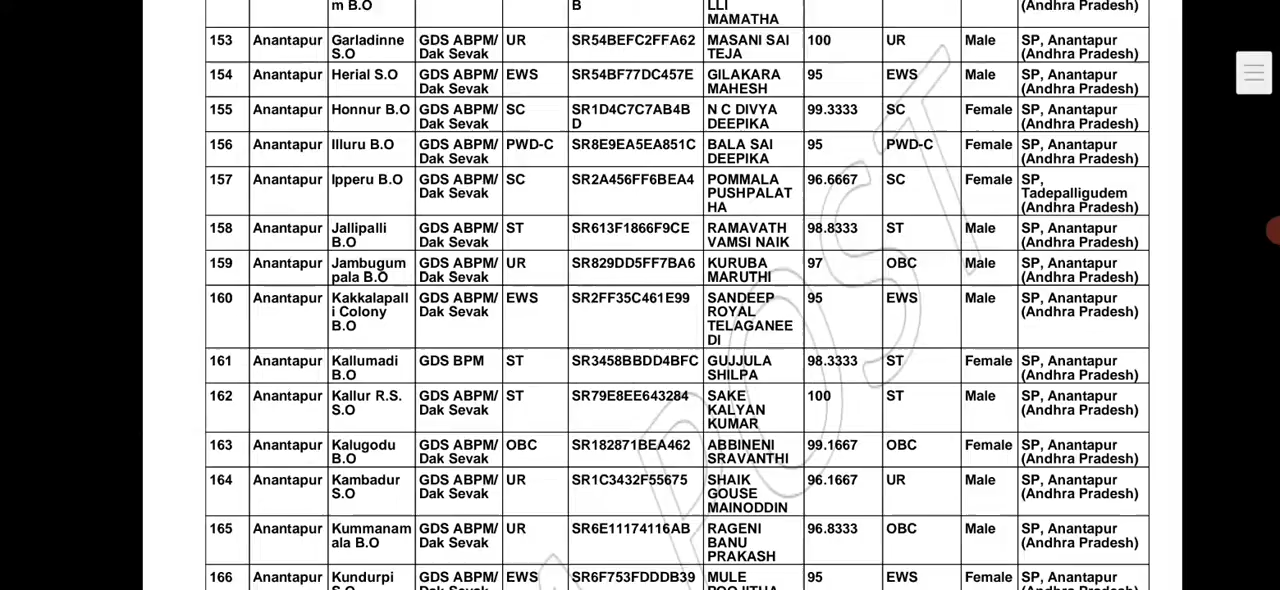 m B.O B LLI (Andhra Pradesh)
MAMATHA
153 Anantapur Garladinne GDS ABPM/ UR SR54BEFC2FFA62 MASANI SAI 100 UR Male SP, Anantapur
S.O Dak Sevak TEJA (Andhra Pradesh)
154 Anantapur Herial S.O GDS ABPM/ EWS SR54BF77DC457E GILAKARA 95 EWS Male SP, Anantapur
Dak Sevak MAHESH (Andhra Pradesh)
155 Anantapur Honnur B.O GDS ABPM/ SC SR1D4C7C7AB4B N C DIVYA 99.3333 SC Female SP, Anantapur
Dak Sevak D DEEPIKA (Andhra Pradesh)
156 Anantapur Illuru B.O GDS ABPM/ PWD-C SR8E9EA5EA851C BALA SAI 95 PWD-C Female SP, Anantapur
Dak Sevak DEEPIKA (Andhra Pradesh)
157 Anantapur Ipperu B.O GDS ABPM/ SC SR2A456FF6BEA4 POMMALA 96.6667 SC Female SP,
Dak Sevak PUSHPALAT Tadepalligudem
HA (Andhra Pradesh)
158 Anantapur Jallipalli GDS ABPM/ ST SR613F1866F9CE RAMAVATH 98.8333 ST Male SP, Anantapur
B.O Dak Sevak VAMSI NAIK (Andhra Pradesh)
159 Anantapur Jambugum GDS ABPM/ UR SR829DD5FF7BA6 KURUBA 97 OBC Male SP, Anantapur
pala B.O Dak Sevak MARUTHI (Andhra Pradesh)
160 Anantapur Kakkalapall GDS ABPM/ EWS SR2FF35C461E99 SANDEEP 95 EWS Male SP, Anantapur
i Colony Dak Sevak ROYAL (Andhra Pradesh)
B.O TELAGANEE
DI
161 Anantapur Kallumadi GDS BPM ST SR3458BBDD4BFC GUJJULA 98.3333 ST Female SP, Anantapur
B.O SHILPA (Andhra Pradesh)
162 Anantapur Kallur R.S. GDS ABPM/ ST SR79E8EE643284 SAKE 100 ST Male SP, Anantapur
S.O Dak Sevak KALYAN (Andhra Pradesh)
KUMAR
163 Anantapur Kalugodu GDS ABPM/ OBC SR182871BEA462 ABBINENI 99.1667 OBC Female SP, Anantapur
B.O Dak Sevak SRAVANTHI (Andhra Pradesh)
164 Anantapur Kambadur GDS ABPM/ UR SR1C3432F55675 SHAIK 96.1667 UR Male SP, Anantapur
S.O Dak Sevak GOUSE (Andhra Pradesh)
MAINODDIN
165 Anantapur Kummanam GDS ABPM/ UR SR6E11174116AB RAGENI 96.8333 OBC Male SP, Anantapur
ala B.O Dak Sevak BANU (Andhra Pradesh)
PRAKASH
166 Anantapur Kundurpi GDS ABPM/ EWS SR6F753FDDDB39 MULE 95 EWS Female SP, Anantapur
POST